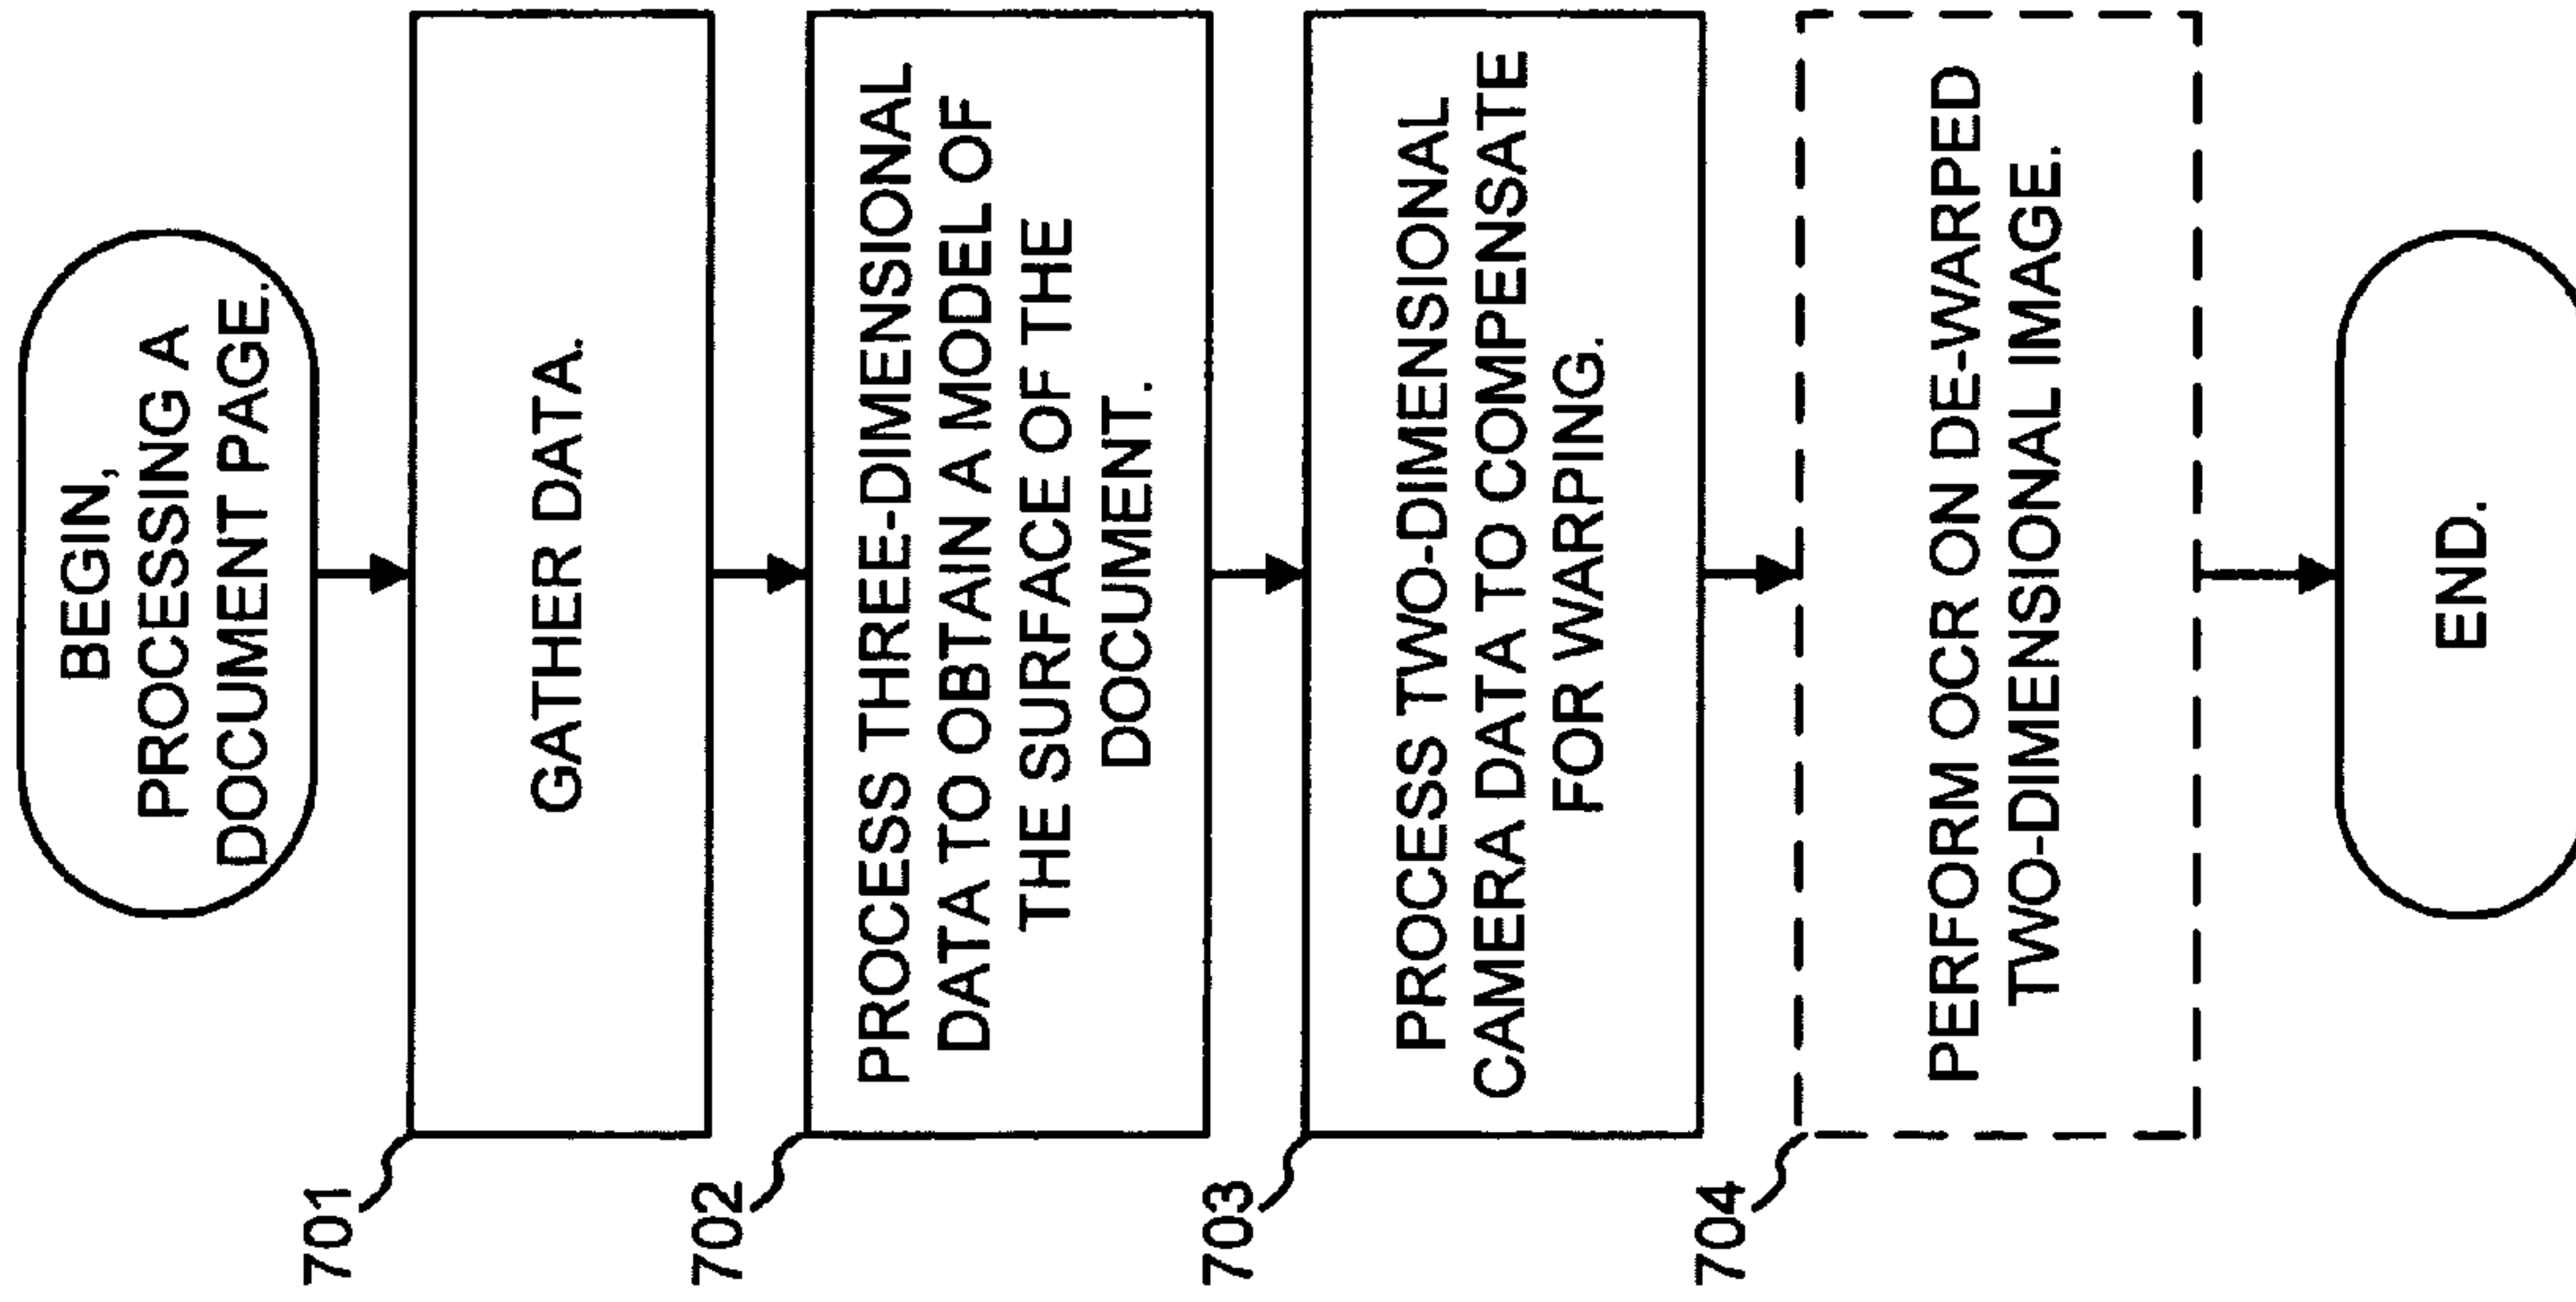 BEGIN,
PROCESSING A
DOCUMENT PAGE.
701
GATHER DATA.
702
PROCESS THREE-DIMENSIONAL
DATA TO OBTAIN A MODEL OF
THE SURFACE OF THE
DOCUMENT.
703
PROCESS TWO-DIMENSIONAL
CAMERA DATA TO COMPENSATE
FOR WARPING.
704
PERFORM OCR ON DE-WARPED
TWO-DIMENSIONAL IMAGE.
END.